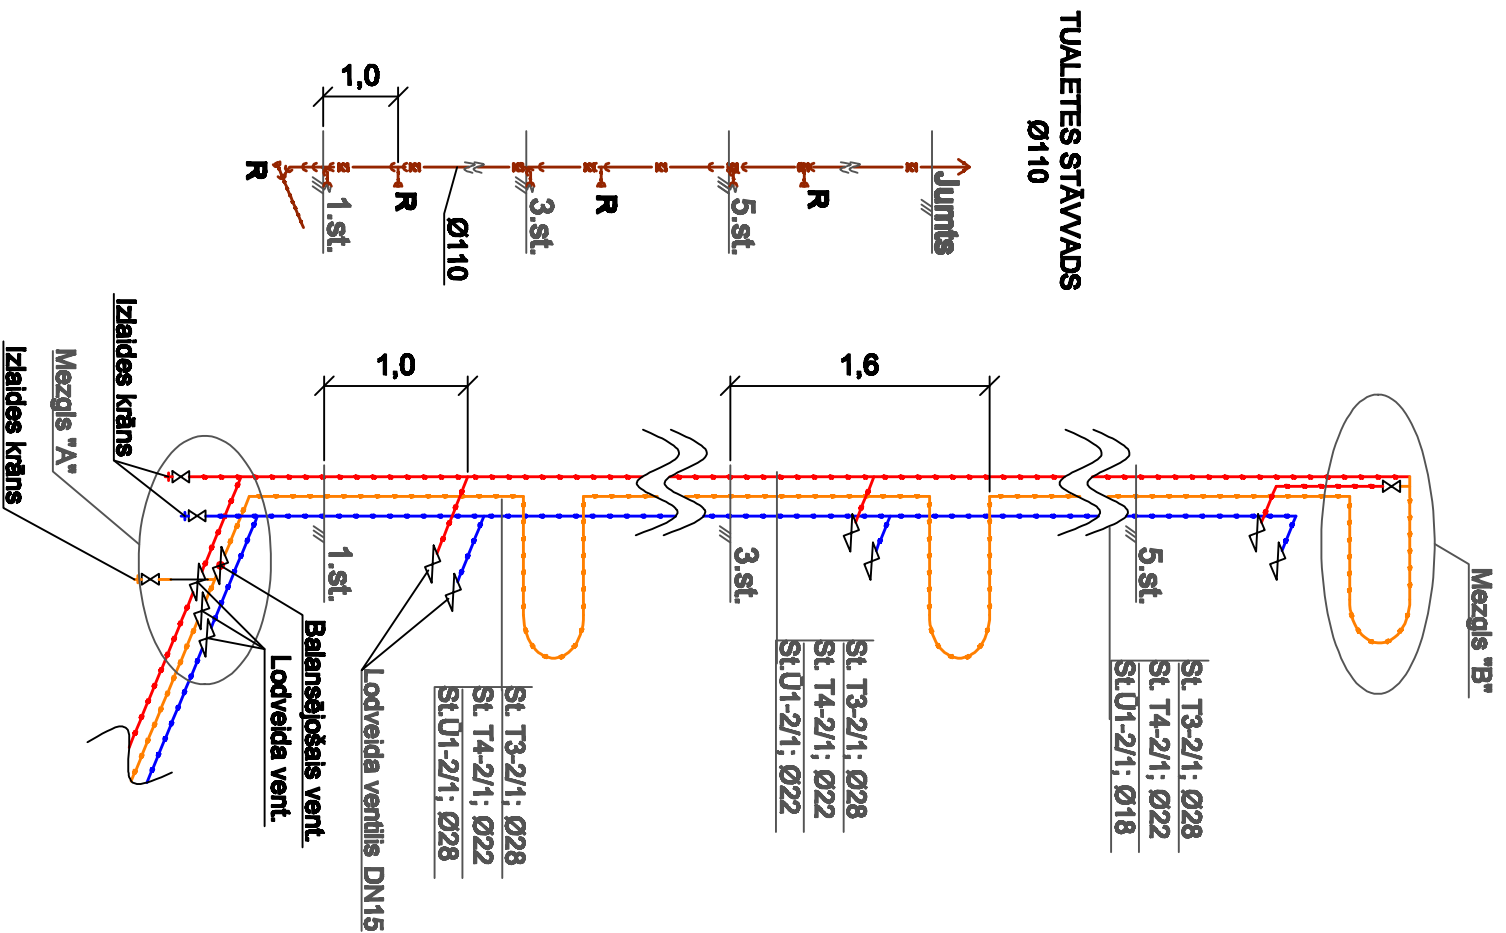 TUALETES STĀVVADS
Ø110
Jumts
R
5.st.
R
3.st.
Ø110
R
1.st.
R
1,0
Mezgls "B"
5.st.
St. T3-2/1; Ø28
St. T4-2/1; Ø22
St.Ū1-2/1; Ø18
1,6
3.st.
St. T3-2/1; Ø28
St. T4-2/1; Ø22
St.Ū1-2/1; Ø22
1,0
St. T3-2/1; Ø28
St. T4-2/1; Ø22
St.Ū1-2/1; Ø28
Lodveida ventilis DN15
1.st.
Balansējošais vent.
Lodveida vent.
Izlaides krāns
Mezgls "A"
Izlaides krāns